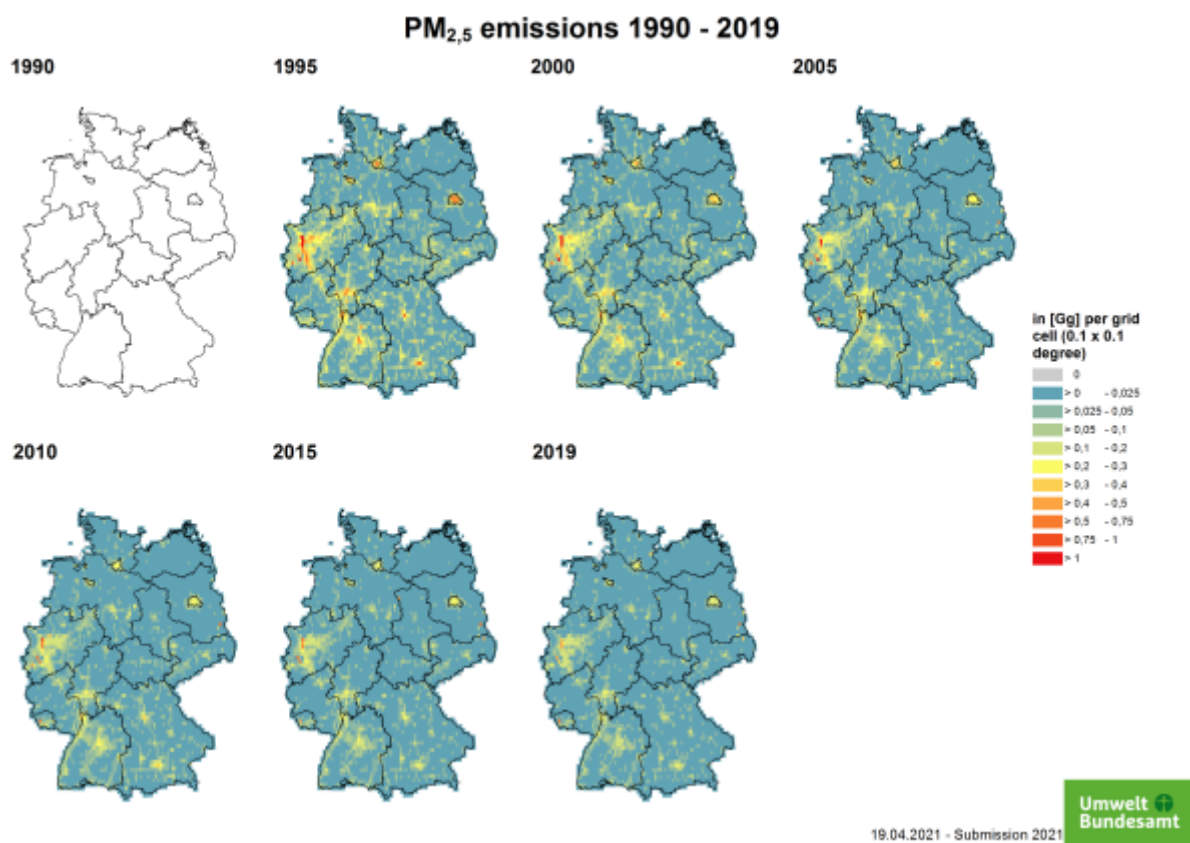 PM2,5 emissions 1990 - 2019
1990
1995
2000
2005
in [Gg] per grid
cell (0.1 x 0.1
degree)
0
> 0 - 0,025
> 0,025 - 0,05
> 0,05 - 0,1
> 0,1 - 0,2
> 0,2 - 0,3
> 0,3 - 0,4
> 0,4 - 0,5
> 0,5 - 0,75
> 0,75 - 1
> 1
2010
2015
2019
Umwelt
Bundesamt
19.04.2021 - Submission 2021